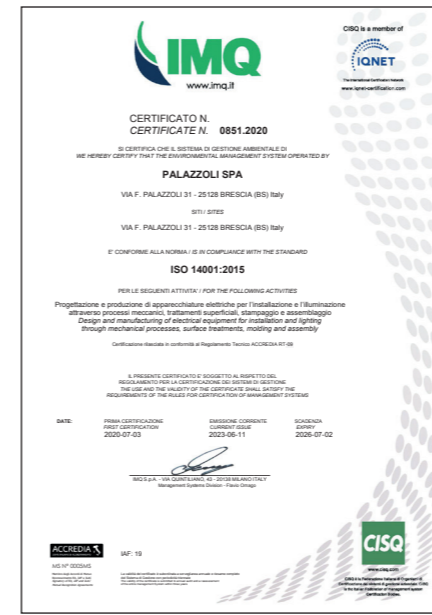 IMQ
www.imq.it
CISQ is a member of
IQNET
The International Certification Network
www.iqnet-certification.com
CERTIFICATO N.
CERTIFICATE N. 0851.2020
SI CERTIFICA CHE IL SISTEMA DI GESTIONE AMBIENTALE DI
WE HEREBY CERTIFY THAT THE ENVIRONMENTAL MANAGEMENT SYSTEM OPERATED BY
PALAZZOLI SPA
VIA F. PALAZZOLI 31 - 25128 BRESCIA (BS) Italy
SITI / SITES
VIA F. PALAZZOLI 31 - 25128 BRESCIA (BS) Italy
E' CONFORME ALLA NORMA / IS IN COMPLIANCE WITH THE STANDARD
ISO 14001:2015
PER LE SEGUENTI ATTIVITA' / FOR THE FOLLOWING ACTIVITIES
Progettazione e produzione di apparecchiature elettriche per l'installazione e l'illuminazione
attraverso processi meccanici, trattamenti superficiali, stampaggio e assemblaggio
Design and manufacturing of electrical equipment for installation and lighting
through mechanical processes, surface treatments, molding and assembly
Certificazione rilasciata in conformità al Regolamento Tecnico ACCREDIA RT-09
IL PRESENTE CERTIFICATO E' SOGGETTO AL RISPETTO DEL
REGOLAMENTO PER LA CERTIFICAZIONE DEI SISTEMI DI GESTIONE
THE USE AND THE VALIDITY OF THE CERTIFICATE SHALL SATISFY THE
REQUIREMENTS OF THE RULES FOR CERTIFICATION OF MANAGEMENT SYSTEMS
DATE: PRIMA CERTIFICAZIONE EMISSIONE CORRENTE SCADENZA
FIRST CERTIFICATION CURRENT ISSUE EXPIRY
2020-07-03 2023-06-11 2026-07-02
IMQ S.p.A. - VIA QUINTILIANO, 43 - 20138 MILANO ITALY
Management Systems Division - Flavio Ornago
ACCREDIA
IAF: 19
CISQ
www.cisq.com